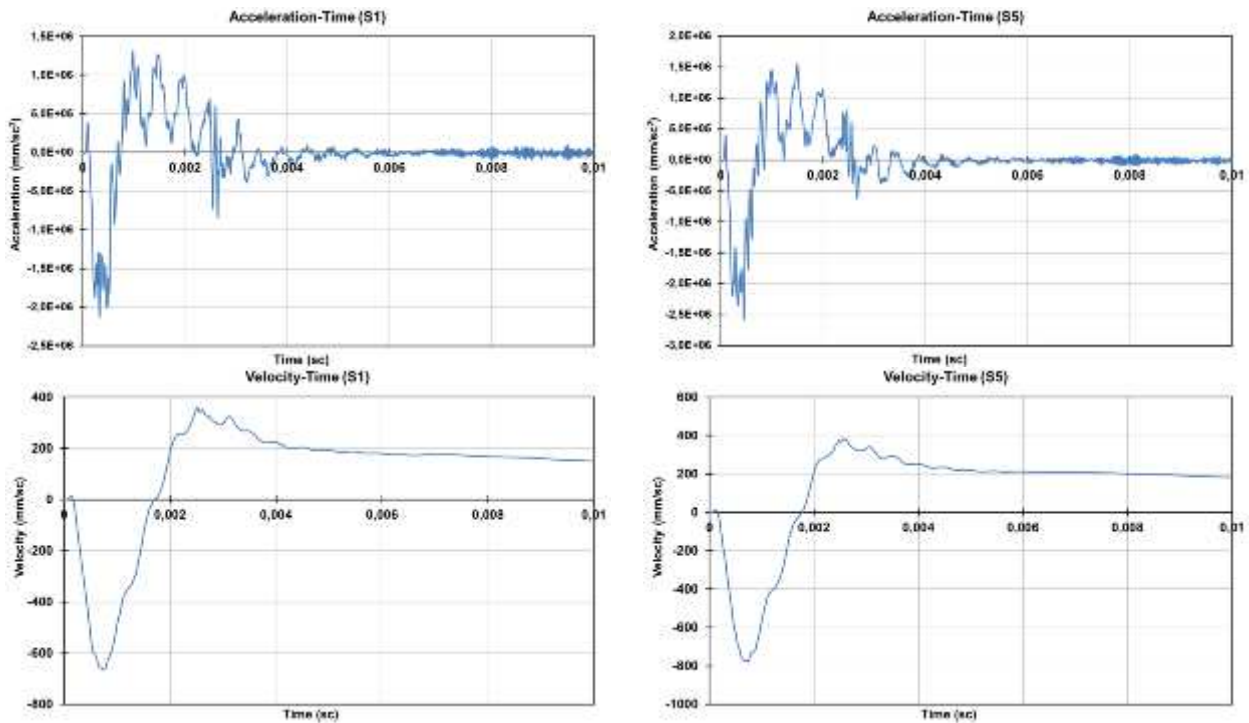 Acceleration-Time (S1)
1,5E+06
1,0E+06
5,0E+05
0,0E+00
-5,0E+05
-1,0E+06
-1,5E+06
-2,0E+06
-2,5E+06
0
0,002
0,004
0,006
0,008
0,01
Acceleration (mm/sc²)
Time (sc)
Acceleration-Time (S5)
2,0E+06
1,5E+06
1,0E+06
5,0E+05
0,0E+00
-5,0E+05
-1,0E+06
-1,5E+06
-2,0E+06
-2,5E+06
-3,0E+06
0
0,002
0,004
0,006
0,008
0,01
Acceleration (mm/sc²)
Time (sc)
Velocity-Time (S1)
400
200
0
-200
-400
-600
-800
0
0,002
0,004
0,006
0,008
0,01
Velocity (mm/sc)
Time (sc)
Velocity-Time (S5)
600
400
200
0
-200
-400
-600
-800
-1000
0
0,002
0,004
0,006
0,008
0,01
Velocity (mm/sc)
Time (sc)